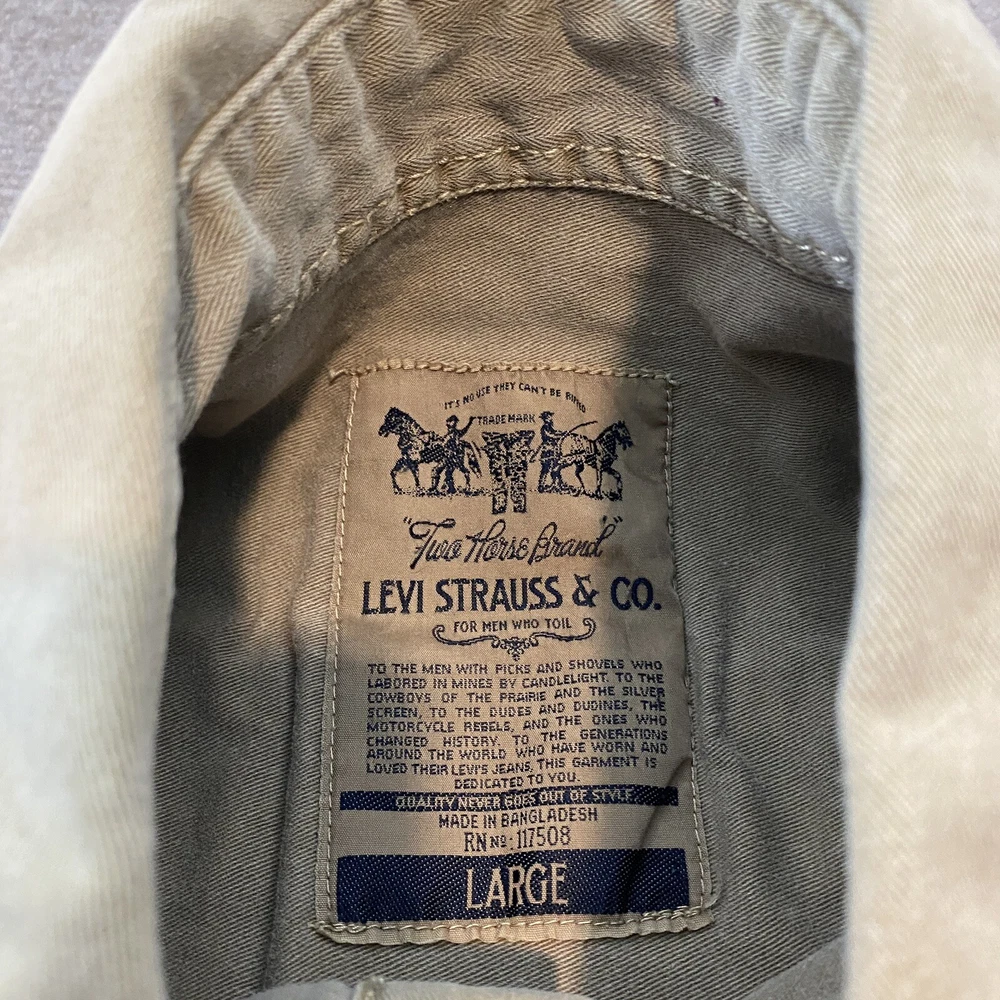 IT'S NO USE THEY CAN'T BE RIPPED
TRADE MARK
"Two Horse Brand"
LEVI STRAUSS & CO.
FOR MEN WHO TOIL
TO THE MEN WITH PICKS AND SHOVELS WHO
LABORED IN MINES BY CANDLELIGHT. TO THE
COWBOYS OF THE PRAIRIE AND THE SILVER
SCREEN, TO THE DUDES AND DUDINES, THE
MOTORCYCLE REBELS, AND THE ONES WHO
CHANGED HISTORY. TO THE GENERATIONS
AROUND THE WORLD WHO HAVE WORN AND
LOVED THEIR LEVI'S JEANS, THIS GARMENT IS
DEDICATED TO YOU.
QUALITY NEVER GOES OUT OF STYLE
MADE IN BANGLADESH
RN Nº: 117508
LARGE